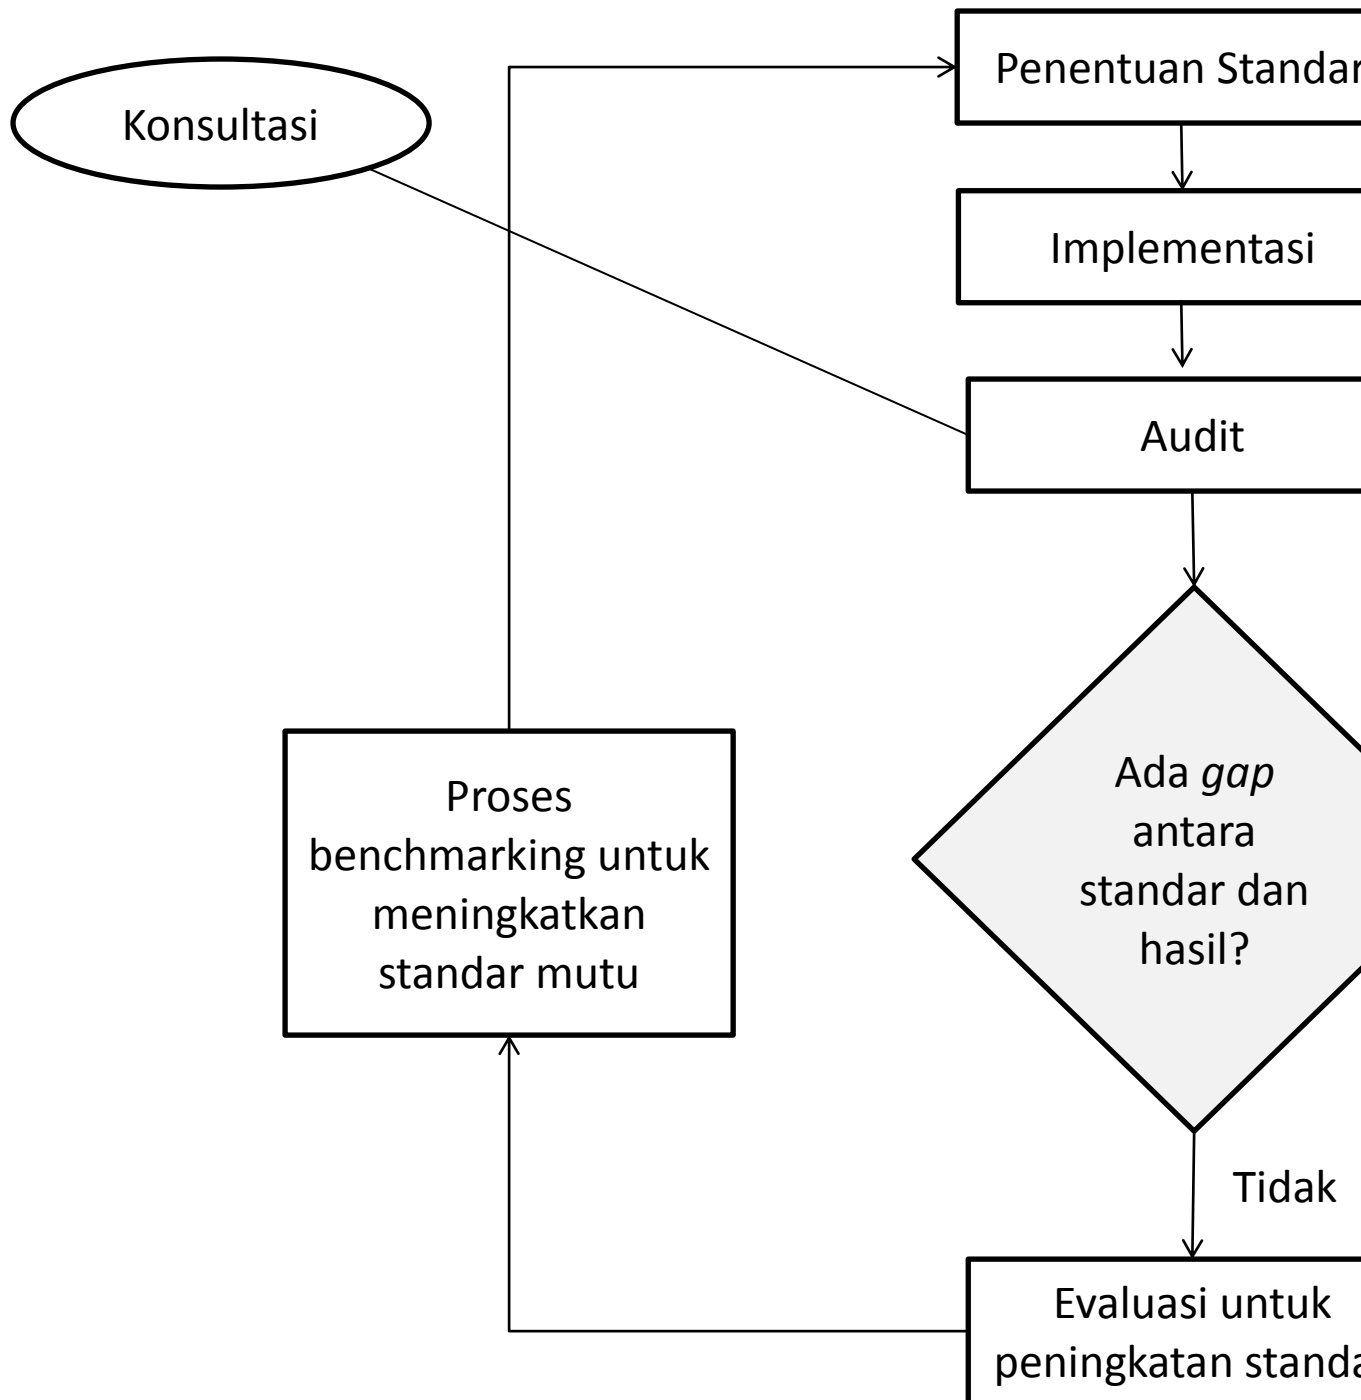 Konsultasi
Penentuan Standar
Implementasi
Audit
Proses
benchmarking untuk
meningkatkan
standar mutu
Ada gap
antara
standar dan
hasil?
Tidak
Evaluasi untuk
peningkatan